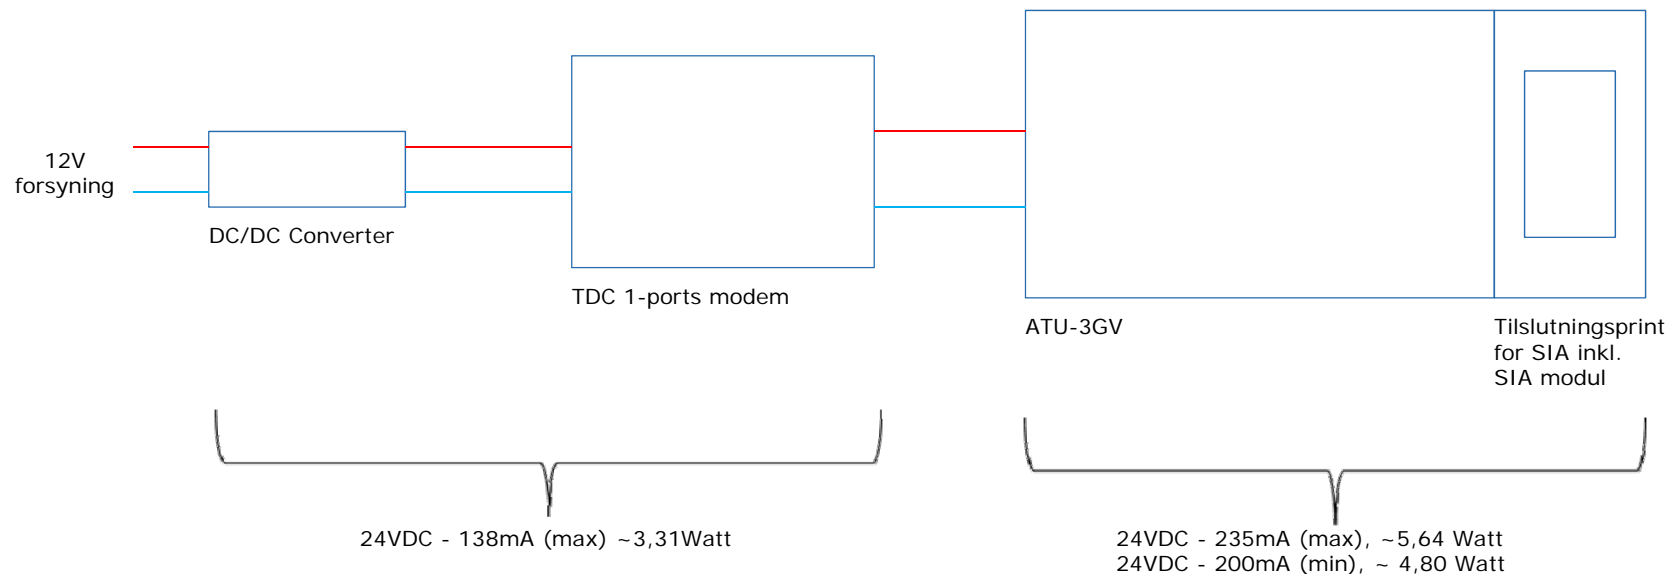 12V
forsyning
DC/DC Converter
TDC 1-ports modem
ATU-3GV
Tilslutningsprint
for SIA inkl.
SIA modul
24VDC - 138mA (max) ~3,31Watt
24VDC - 235mA (max), ~5,64 Watt
24VDC - 200mA (min), ~ 4,80 Watt